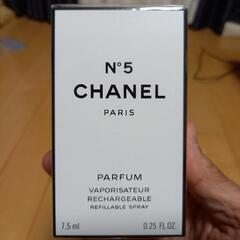 N°5
CHANEL
PARIS
PARFUM
VAPORISATEUR
RECHARGEABLE
REFILLABLE SPRAY
7,5 ml 0.25 FL. OZ.